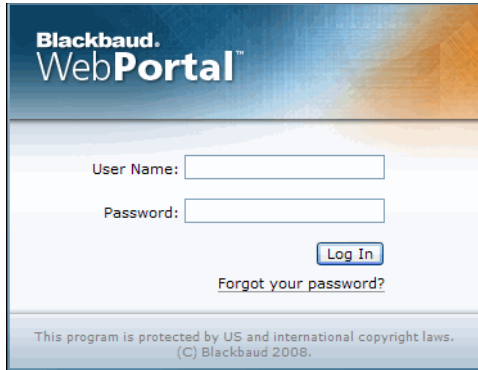 Blackbaud.
WebPortal™
User Name:
Password:
Log In
Forgot your password?
This program is protected by US and international copyright laws.
(C) Blackbaud 2008.